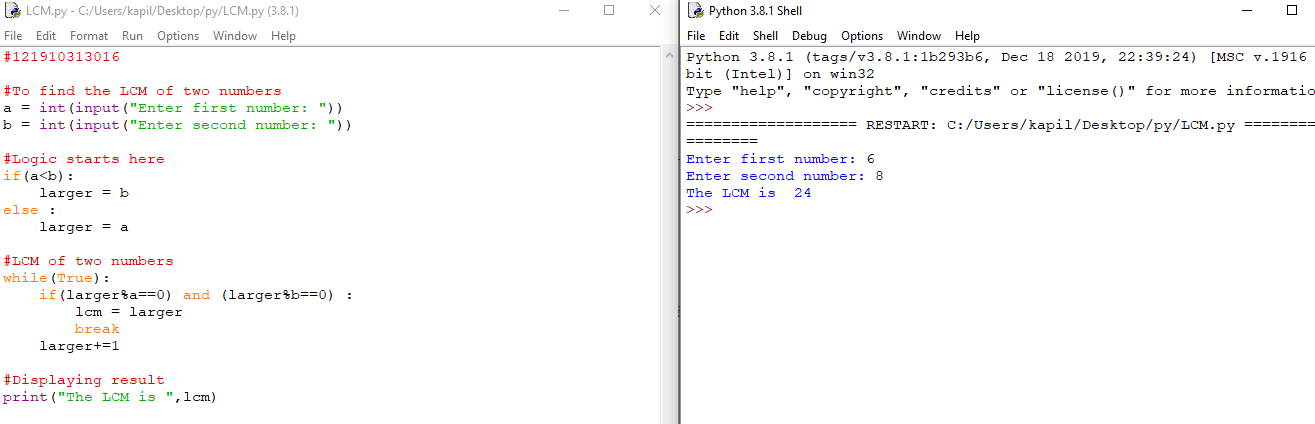 LCM.py - C:/Users/kapil/Desktop/py/LCM.py (3.8.1)
File Edit Format Run Options Window Help
#121910313016
#To find the LCM of two numbers
a = int(input("Enter first number: "))
b = int(input("Enter second number: "))
#Logic starts here
if(a<b):
    larger = b
else :
    larger = a
#LCM of two numbers
while(True):
    if(larger%a==0) and (larger%b==0) :
        lcm = larger
        break
    larger+=1
#Displaying result
print("The LCM is ",lcm)
Python 3.8.1 Shell
File Edit Shell Debug Options Window Help
Python 3.8.1 (tags/v3.8.1:1b293b6, Dec 18 2019, 22:39:24) [MSC v.1916
bit (Intel)] on win32
Type "help", "copyright", "credits" or "license()" for more informatio
>>>
=================== RESTART: C:/Users/kapil/Desktop/py/LCM.py ========
========
Enter first number: 6
Enter second number: 8
The LCM is  24
>>>